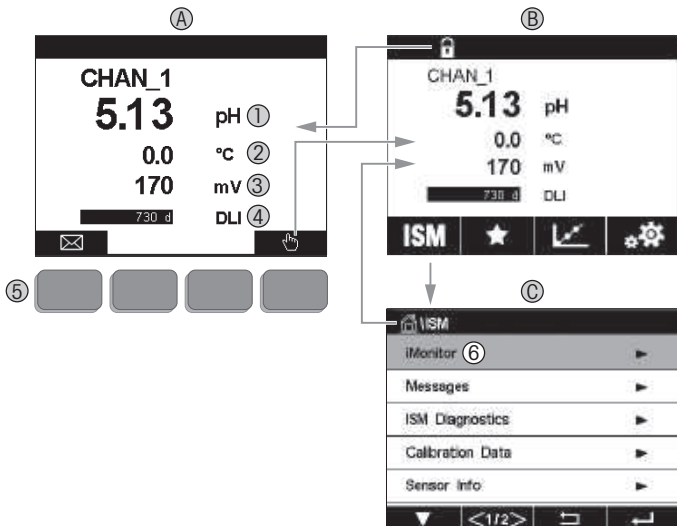 A
CHAN_1
5.13 pH 1
0.0 °C 2
170 mV 3
730 d DLI 4
5
B
CHAN_1
5.13 pH
0.0 °C
170 mV
730 d DLI
ISM
C
\ISM
iMonitor 6
Messages
ISM Diagnostics
Calibration Data
Sensor Info
<1/2>